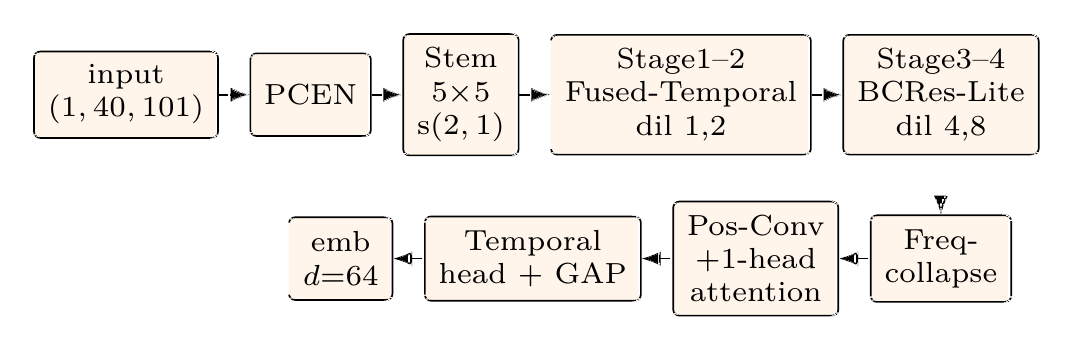 input
(1, 40, 101)
PCEN
Stem
5×5
s(2, 1)
Stage1–2
Fused-Temporal
dil 1,2
Stage3–4
BCRes-Lite
dil 4,8
Freq-
collapse
Pos-Conv
+1-head
attention
Temporal
head + GAP
emb
d=64